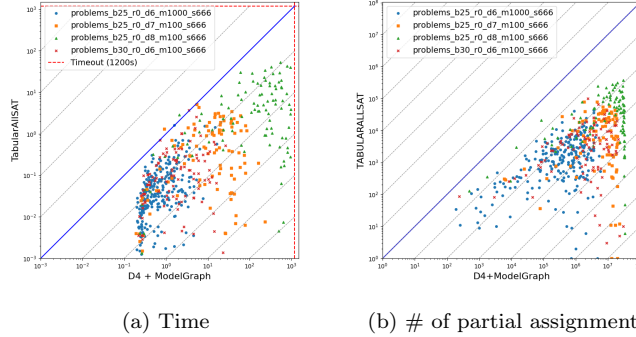 problems_b25_r0_d6_m1000_s666
problems_b25_r0_d7_m100_s666
problems_b25_r0_d8_m100_s666
problems_b30_r0_d6_m100_s666
Timeout (1200s)
TabularAllSAT
10³
10²
10¹
10⁰
10⁻¹
10⁻²
10⁻³
10⁻³ 10⁻² 10⁻¹ 10⁰ 10¹ 10² 10³
D4 + ModelGraph
(a) Time
problems_b25_r0_d6_m1000_s666
problems_b25_r0_d7_m100_s666
problems_b25_r0_d8_m100_s666
problems_b30_r0_d6_m100_s666
TABULARALLSAT
10⁸
10⁷
10⁶
10⁵
10⁴
10³
10²
10¹
10⁰
10⁰ 10¹ 10² 10³ 10⁴ 10⁵ 10⁶ 10⁷
D4+ModelGraph
(b) # of partial assignment